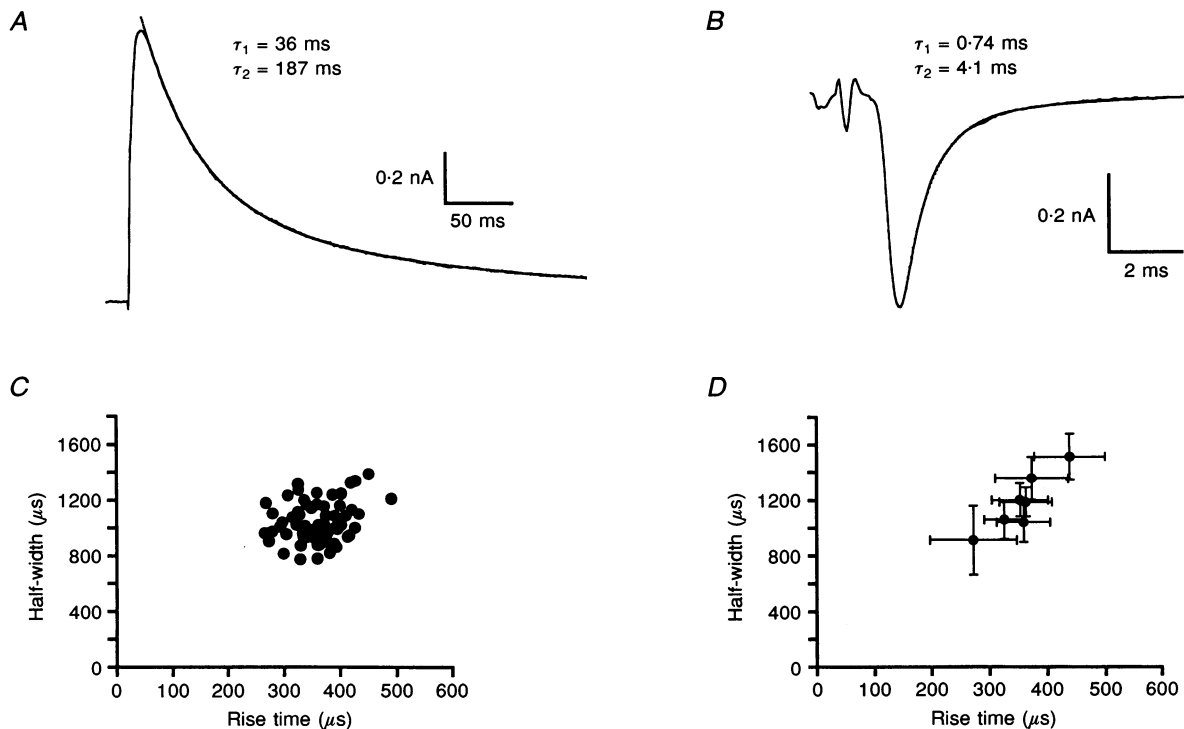 A
τ1 = 36 ms
τ2 = 187 ms
0·2 nA
50 ms
B
τ1 = 0·74 ms
τ2 = 4·1 ms
0·2 nA
2 ms
C
Half-width (μs)
1600
1200
800
400
0
0 100 200 300 400 500 600
Rise time (μs)
D
Half-width (μs)
1600
1200
800
400
0
0 100 200 300 400 500 600
Rise time (μs)